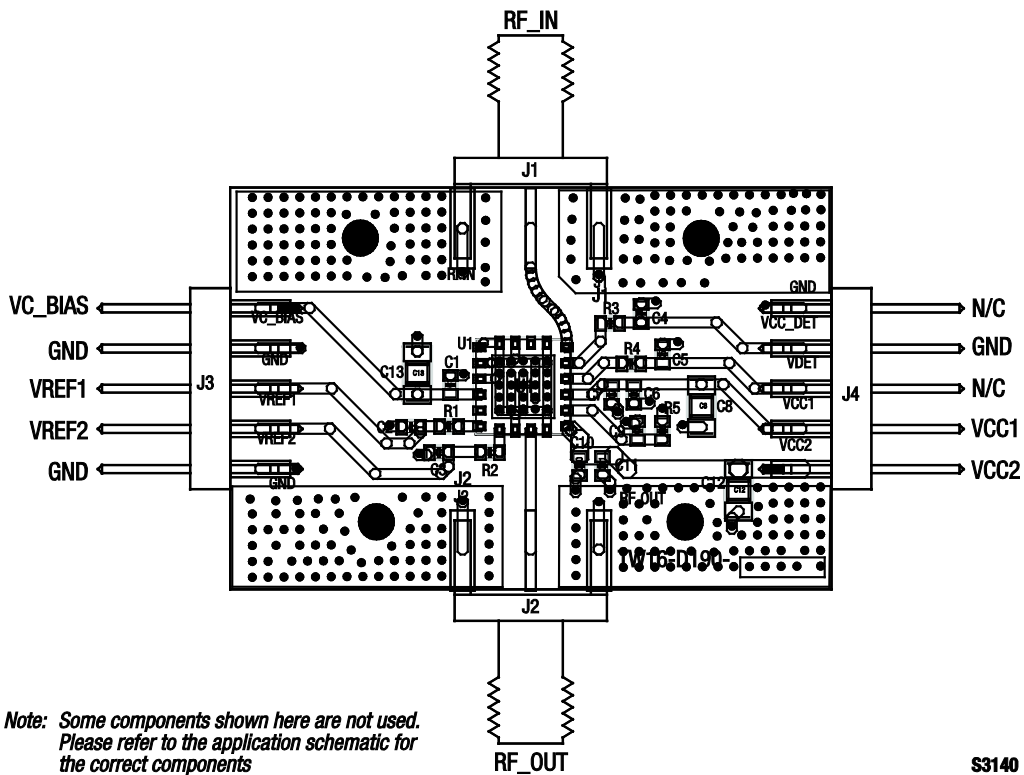 RF_IN
J1
VC_BIAS
GND
VREF1
VREF2
GND
J3
N/C
GND
N/C
VCC1
VCC2
J4
GND
VC_BIAS
GND
VREF1
VREF2
GND
VCC_DET
VDET
VCC1
VCC2
R3
C4
U1
R4
C5
C13
C13
C1
C6
R5
C8
R1
R2
C10
C11
C12
C12
J2
RF_OUT
J2
RF_OUT
Note: Some components shown here are not used.
Please refer to the application schematic for
the correct components
S3140